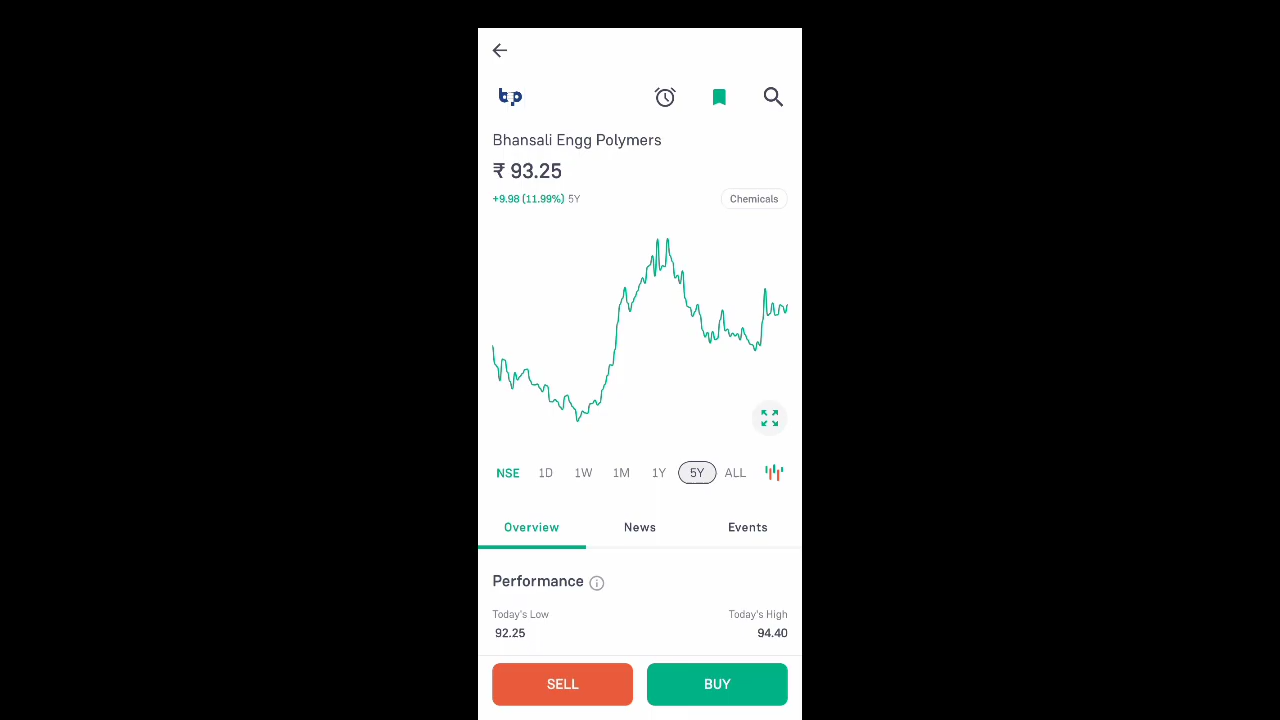 bep
Bhansali Engg Polymers
₹ 93.25
+9.98 (11.99%) 5Y
Chemicals
NSE 1D 1W 1M 1Y 5Y ALL
Overview News Events
Performance
Today's Low Today's High
92.25 94.40
SELL BUY